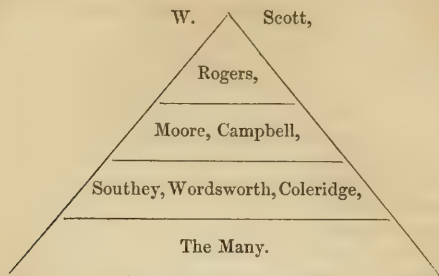 W. Scott,
Rogers,
Moore, Campbell,
Southey, Wordsworth, Coleridge,
The Many.